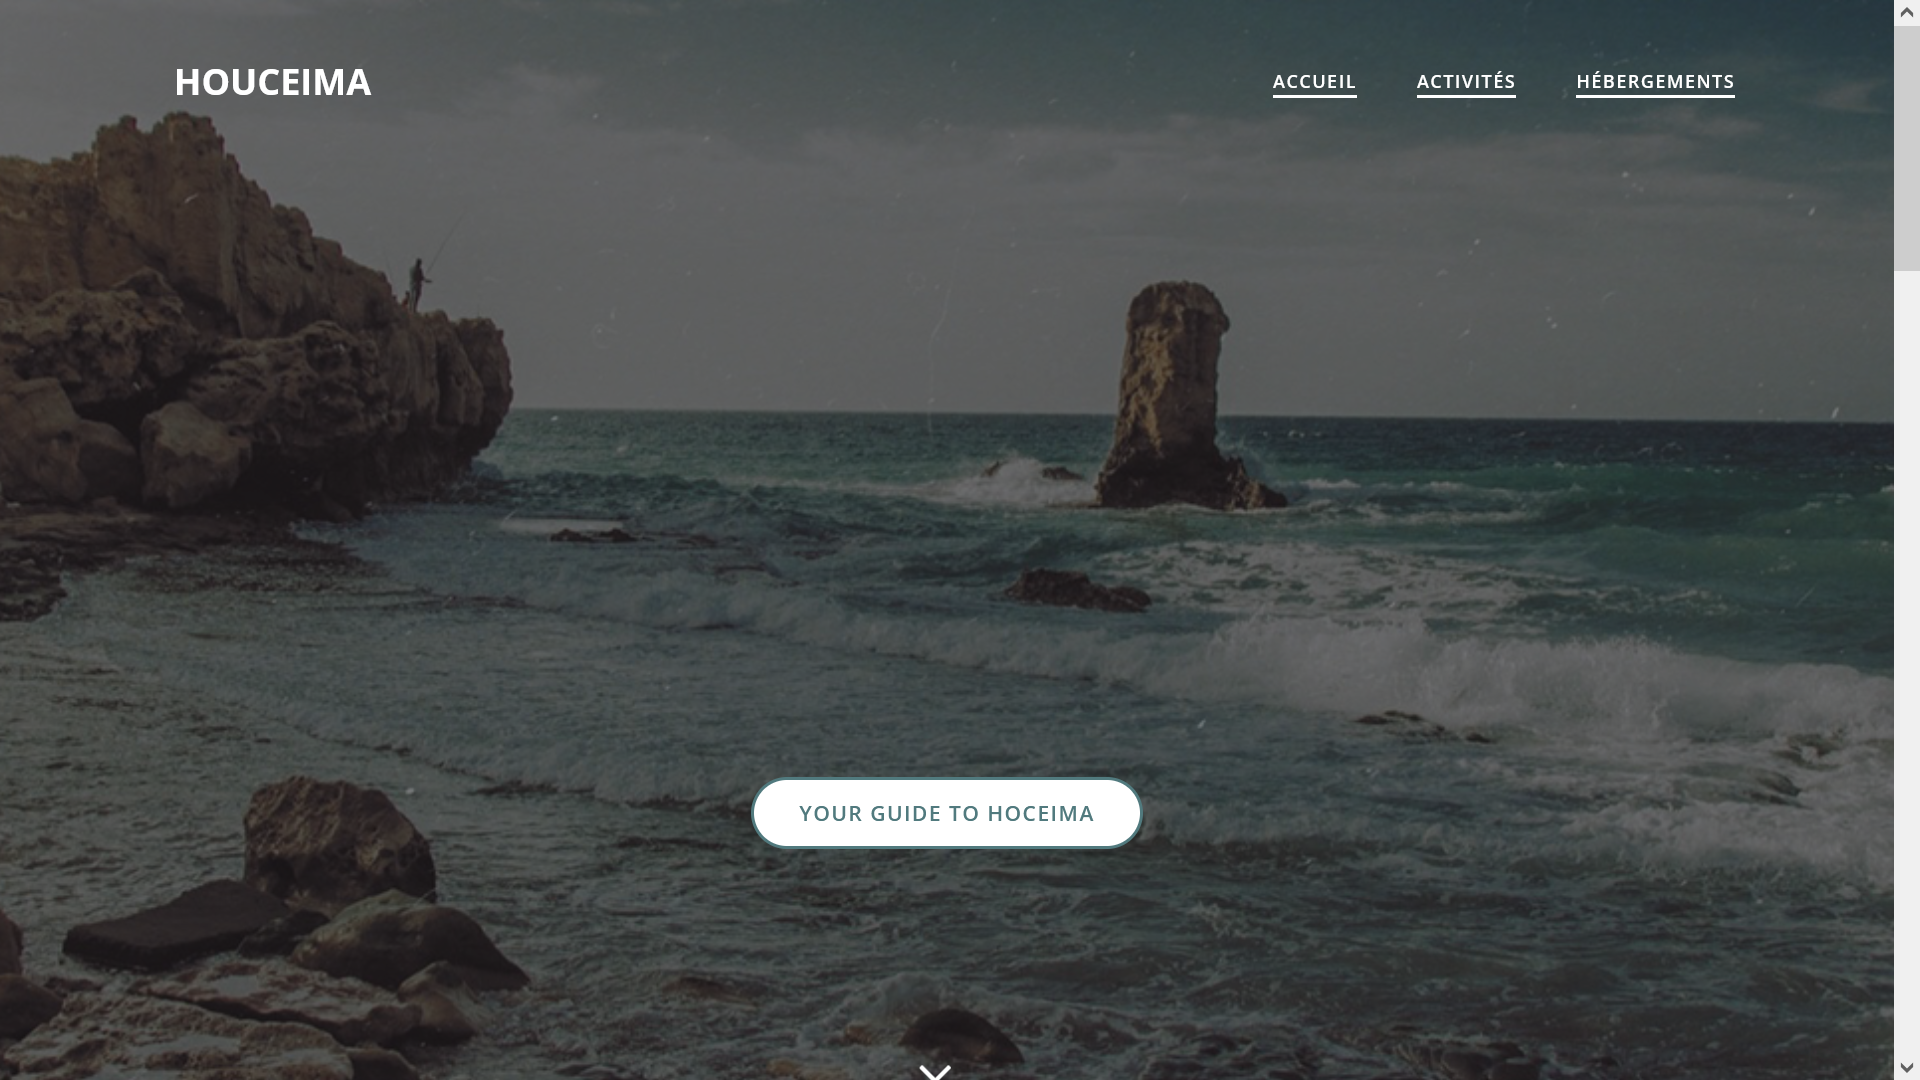 HOUCEIMA
ACCUEIL
ACTIVITÉS
HÉBERGEMENTS
YOUR GUIDE TO HOCEIMA